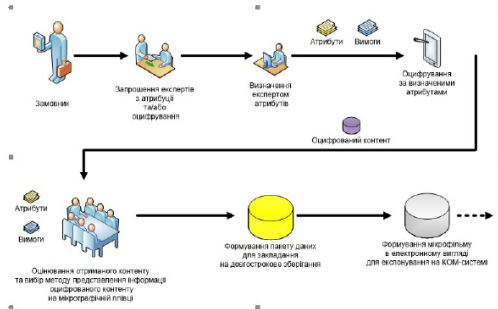 Атрибути
Вимоги
Замовник
Запрошення експертів
з атрибуції
та/або
оцифрування
Визначення
експертом
атрибутів
Оцифрування
за визначеними
атрибутами
Оцифрований контент
Атрибути
Вимоги
Оцінювання отриманого контенту
та вибір методу представлення інформації
оцифрованого контенту
на мікрографічній плівці
Формування пакету даних
для закладання
на довгострокове зберігання
Формування мікрофільму
в електронному вигляді
для експонування на КОМ-системі